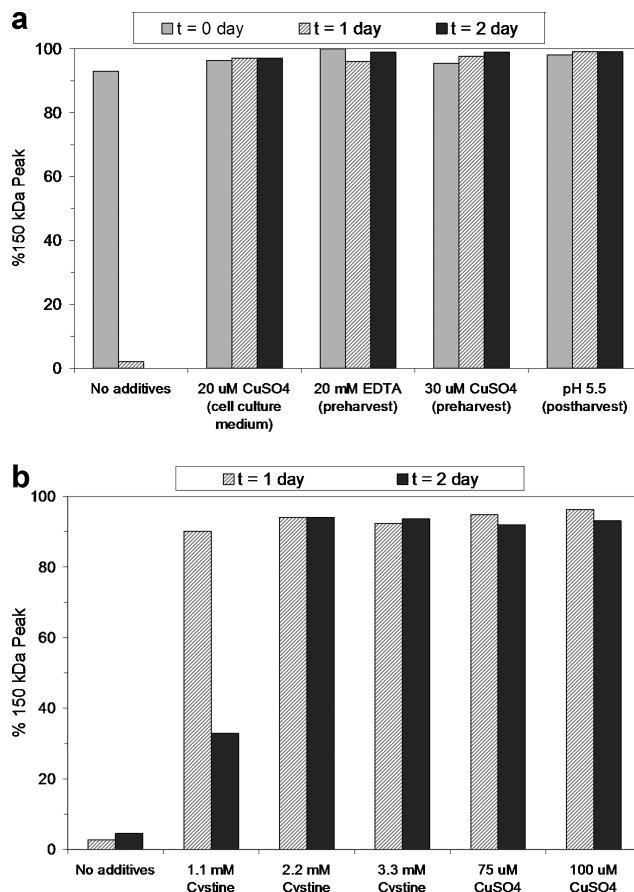 a
t = 0 day t = 1 day t = 2 day
100
80
60
40
20
0
%150 kDa Peak
No additives 20 uM CuSO4 20 mM EDTA 30 uM CuSO4 pH 5.5
(cell culture (preharvest) (preharvest) (postharvest)
medium)
b
t = 1 day t = 2 day
100
80
60
40
20
0
% 150 kDa Peak
No additives 1.1 mM 2.2 mM 3.3 mM 75 uM 100 uM
Cystine Cystine Cystine CuSO4 CuSO4